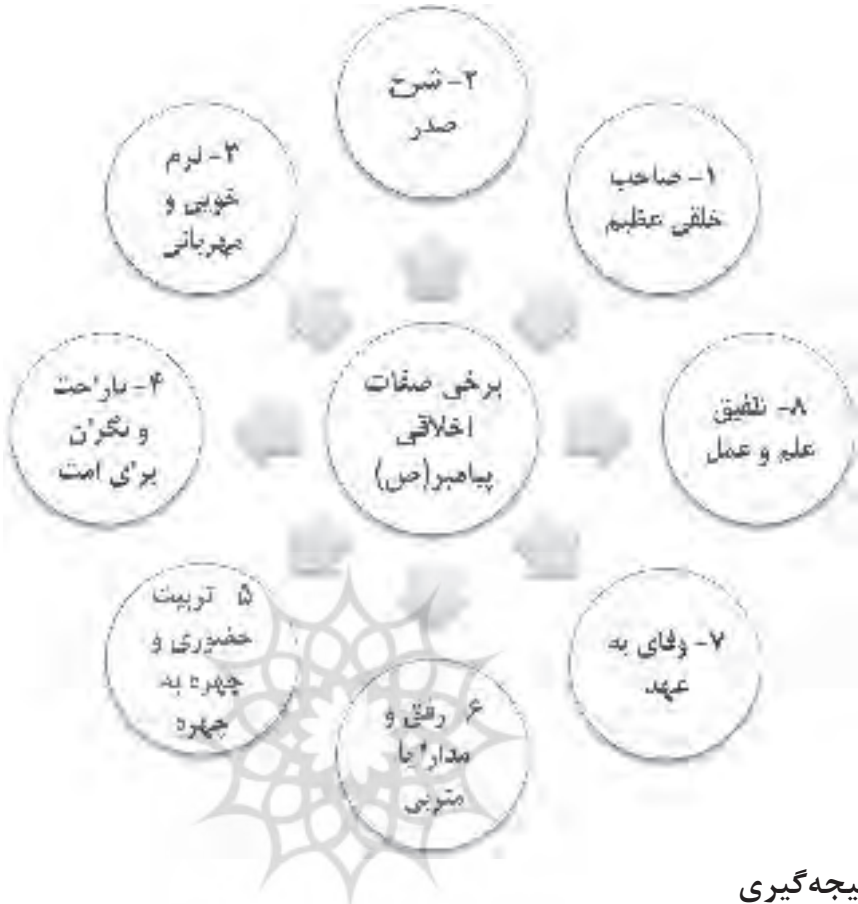 برخی صفات
اخلاقی
پیامبر(ص)
۱- صاحب
خلقی عظیم
۲- شرح
صدر
۳- نرم
خویی و
مهربانی
۴- ناراحت
و نگران
برای امت
۵ تربیت
حضوری و
چهره به
چهره
۶ رفق و
مدارا با
متربی
۷- وفای به
عهد
۸- تلفیق
علم و عمل
یجه‌گیری